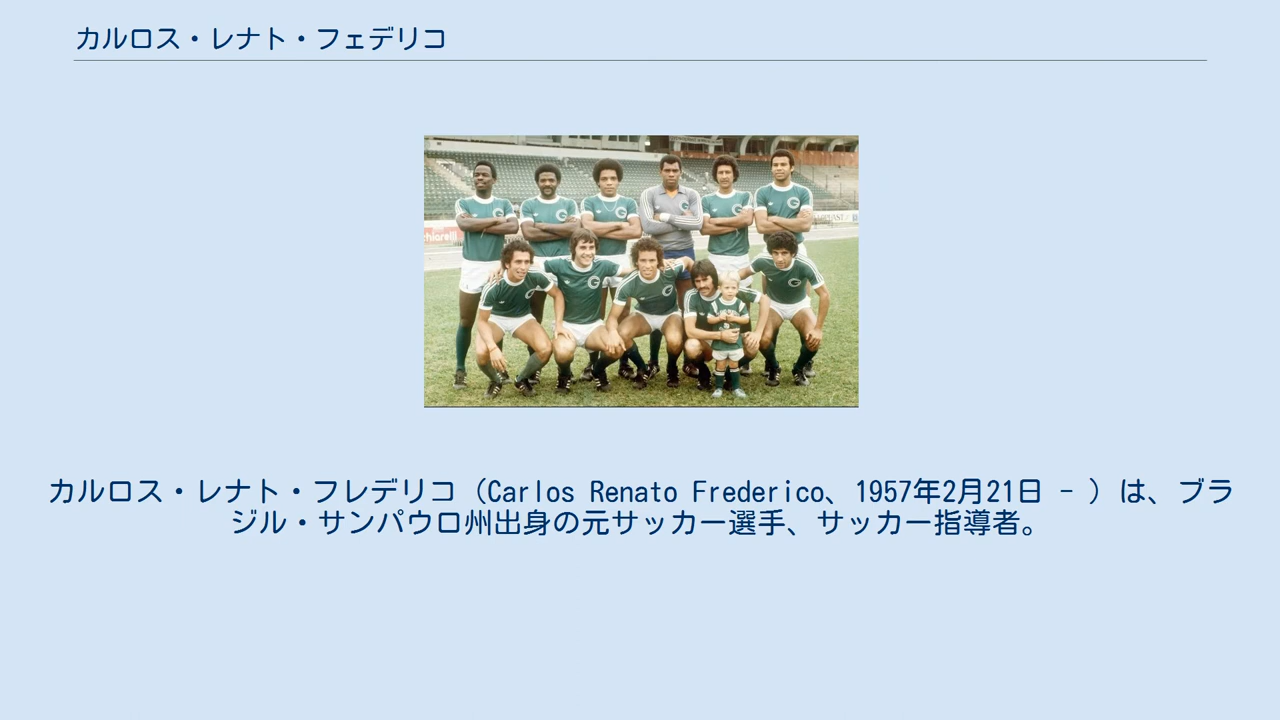 カルロス・レナト・フェデリコ
chiarelli
カルロス・レナト・フレデリコ（Carlos Renato Frederico、1957年2月21日 - ）は、ブラ
ジル・サンパウロ州出身の元サッカー選手、サッカー指導者。